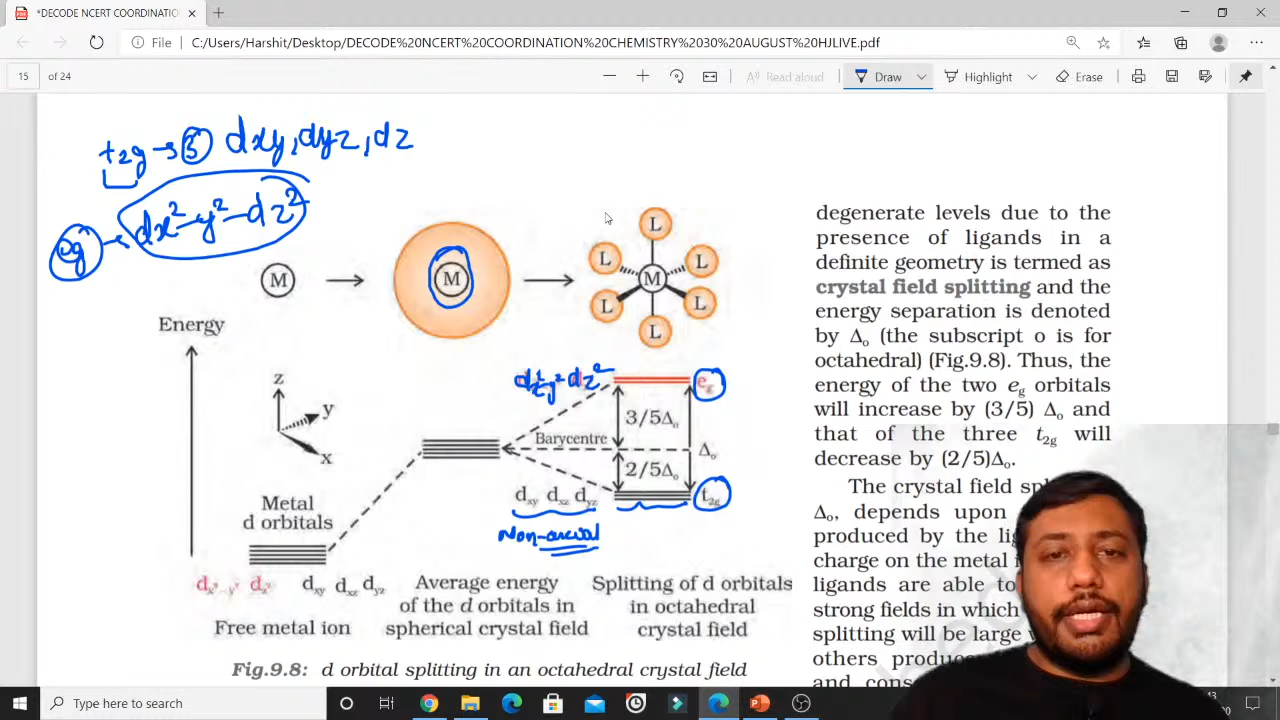 *DECODE NCERT COORDINATIO
File
C:/Users/Harshit/Desktop/DECODE%20NCERT%20COORDINATION%20CHEMISTRY%2030%20AUGUST%20HJLIVE.pdf
15 of 24
Read aloud
Draw
Highlight
Erase
t2g → 3 dxy, dyz, dz
eg → dx²-y²-dz²
M
M
L
L
L
M
L
L
L
Energy
z
y
x
dx²-y² dz²
eg
3/5Δo
Barycentre
Δo
2/5Δo
dxy dxz dyz
t2g
Non-axial
Metal
d orbitals
dx²-y² dz² dxy dxz dyz
Free metal ion
Average energy
of the d orbitals in
spherical crystal field
Splitting of d orbitals
in octahedral
crystal field
Fig.9.8: d orbital splitting in an octahedral crystal field
degenerate levels due to the
presence of ligands in a
definite geometry is termed as
crystal field splitting and the
energy separation is denoted
by Δo (the subscript o is for
octahedral) (Fig.9.8). Thus, the
energy of the two eg orbitals
will increase by (3/5) Δo and
that of the three t2g will
decrease by (2/5)Δo.
The crystal field
Δo, depends upon
produced by the
charge on the metal
ligands are able to
strong fields in which
splitting will be large
others
and
Type here to search